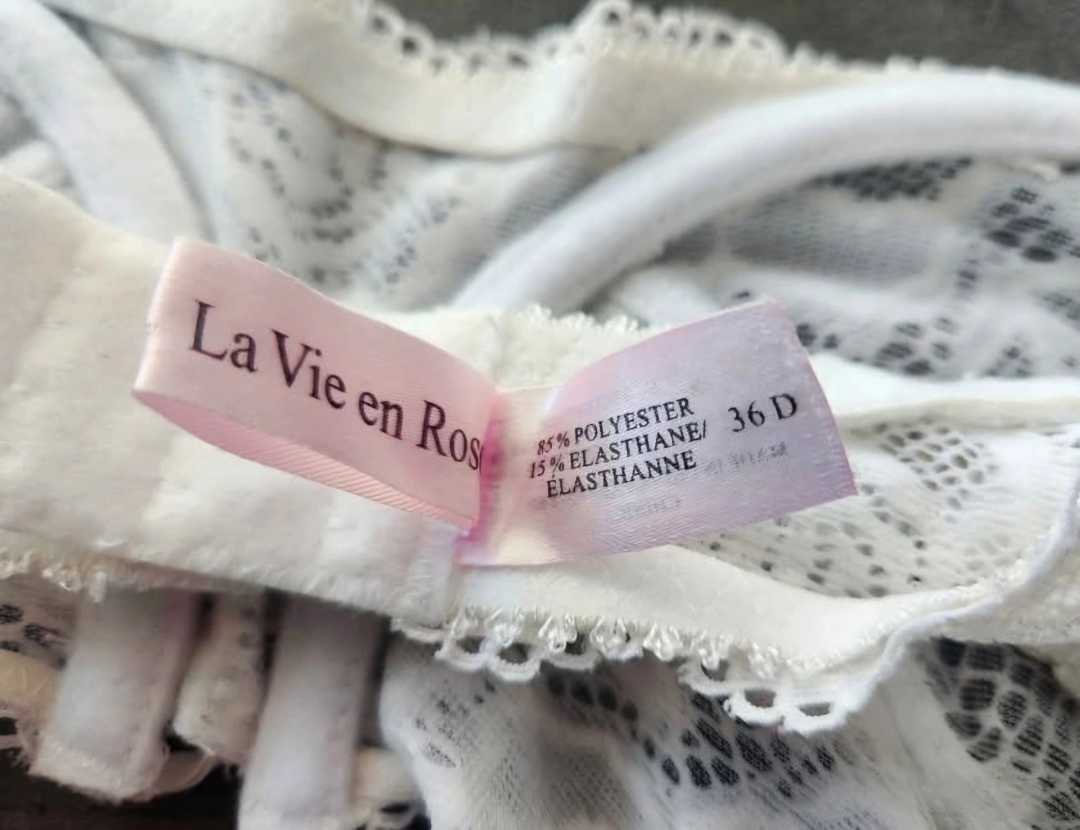 La Vie en Ros
85% POLYESTER
15% ELASTHANE/
ÉLASTHANNE
36 D